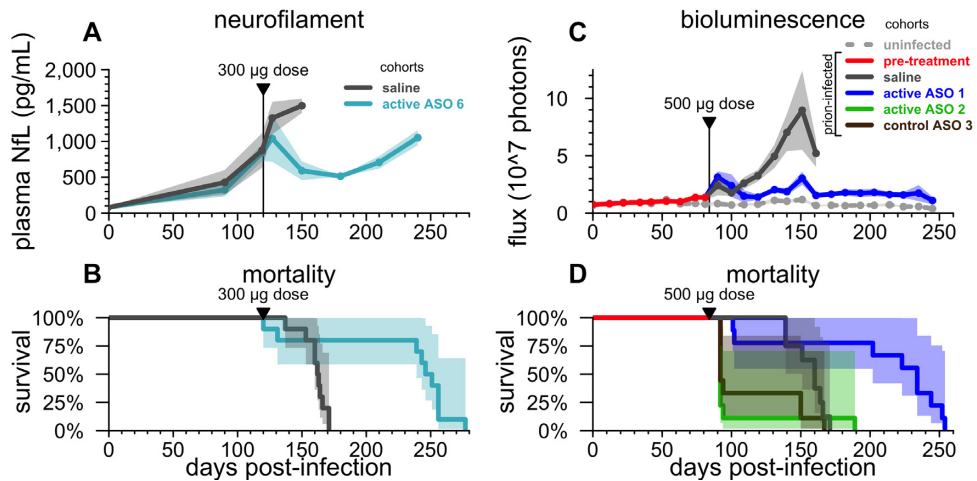 neurofilament
A
300 µg dose
cohorts
saline
active ASO 6
plasma NfL (pg/mL)
2,000
1,500
1,000
500
0
0 50 100 150 200 250
bioluminescence
C
cohorts
uninfected
pre-treatment
saline
active ASO 1
active ASO 2
control ASO 3
prion-infected
500 µg dose
flux (10^7 photons)
10
5
0
0 50 100 150 200 250
B
mortality
300 µg dose
survival
100%
75%
50%
25%
0%
0 50 100 150 200 250
days post-infection
D
mortality
500 µg dose
survival
100%
75%
50%
25%
0%
0 50 100 150 200 250
days post-infection